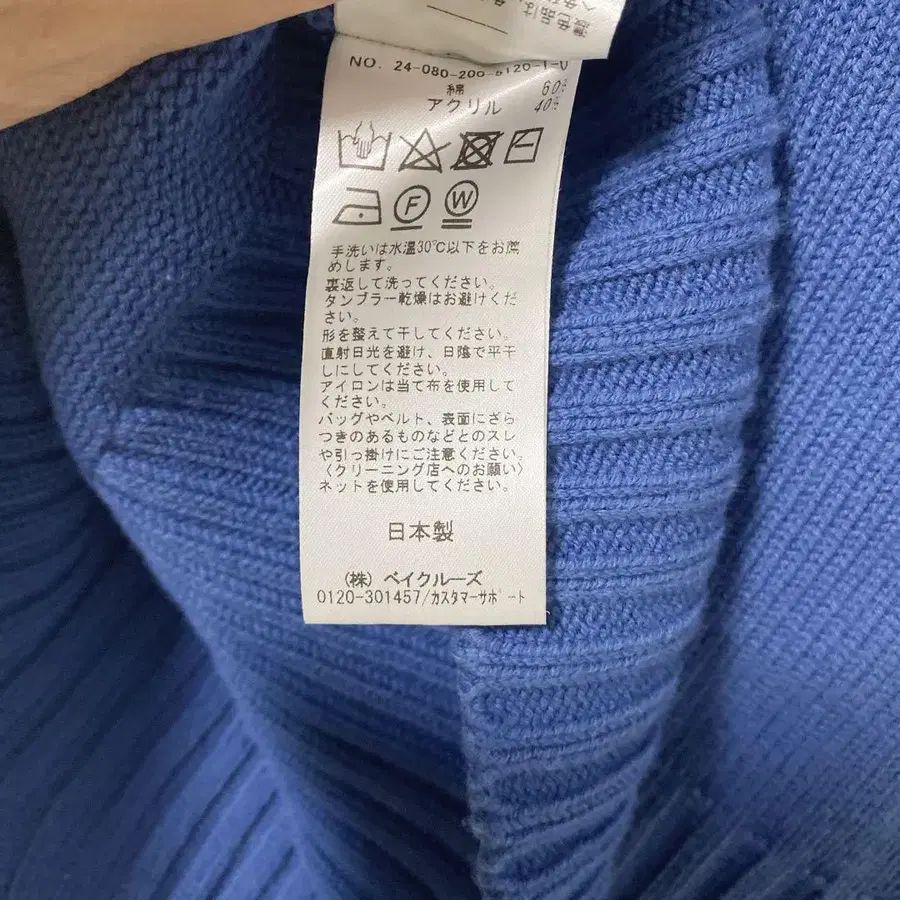 濃色品は
NO. 24-080-200-6120-1-0
綿 60%
アクリル 40%
F W
手洗いは水温30℃以下をお薦
めします。
裏返して洗ってください。
タンブラー乾燥はお避けくだ
さい。
形を整えて干してください。
直射日光を避け、日陰で平干
しにしてください。
アイロンは当て布を使用して
ください。
バッグやベルト、表面にざら
つきのあるものなどとのスレ
や引っ掛けにご注意ください。
〈クリーニング店へのお願い〉
ネットを使用してください。
日本製
(株) ベイクルーズ
0120-301457/カスタマーサポート